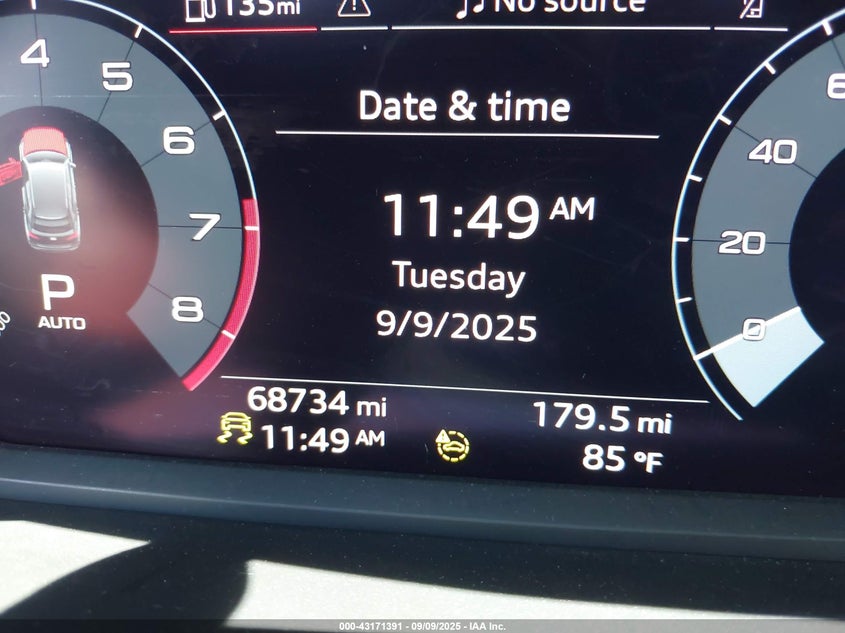 135mi
No source
4
5
6
7
8
P
AUTO
Date & time
11:49 AM
Tuesday
9/9/2025
40
20
0
68734 mi
179.5 mi
11:49 AM
85 °F
000-43171391 - 09/09/2025 - IAA Inc.